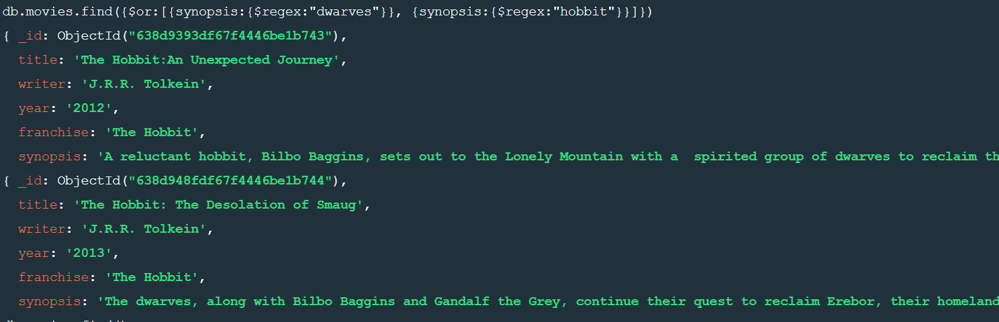 db.movies.find({$or:[{synopsis:{$regex:"dwarves"}}, {synopsis:{$regex:"hobbit"}}]})
{ _id: ObjectId("638d9393df67f4446be1b743"),
title: 'The Hobbit:An Unexpected Journey',
writer: 'J.R.R. Tolkein',
year: '2012',
franchise: 'The Hobbit',
synopsis: 'A reluctant hobbit, Bilbo Baggins, sets out to the Lonely Mountain with a  spirited group of dwarves to reclaim th
{ _id: ObjectId("638d948fdf67f4446be1b744"),
title: 'The Hobbit: The Desolation of Smaug',
writer: 'J.R.R. Tolkein',
year: '2013',
franchise: 'The Hobbit',
synopsis: 'The dwarves, along with Bilbo Baggins and Gandalf the Grey, continue their quest to reclaim Erebor, their homeland